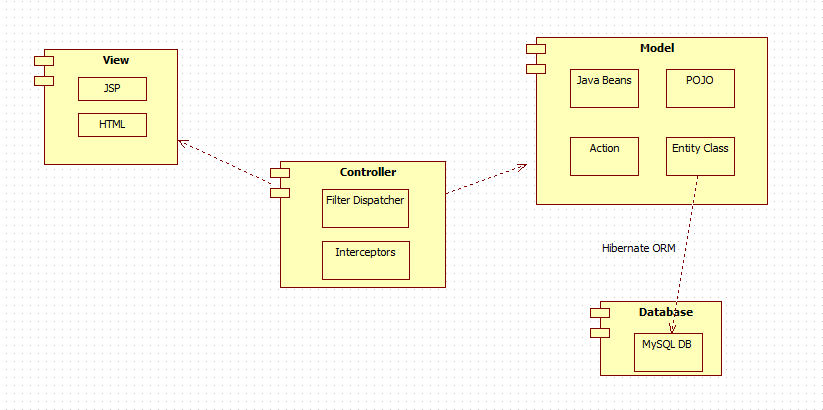 View
JSP
HTML
Controller
Filter Dispatcher
Interceptors
Model
Java Beans
POJO
Action
Entity Class
Hibernate ORM
Database
MySQL DB